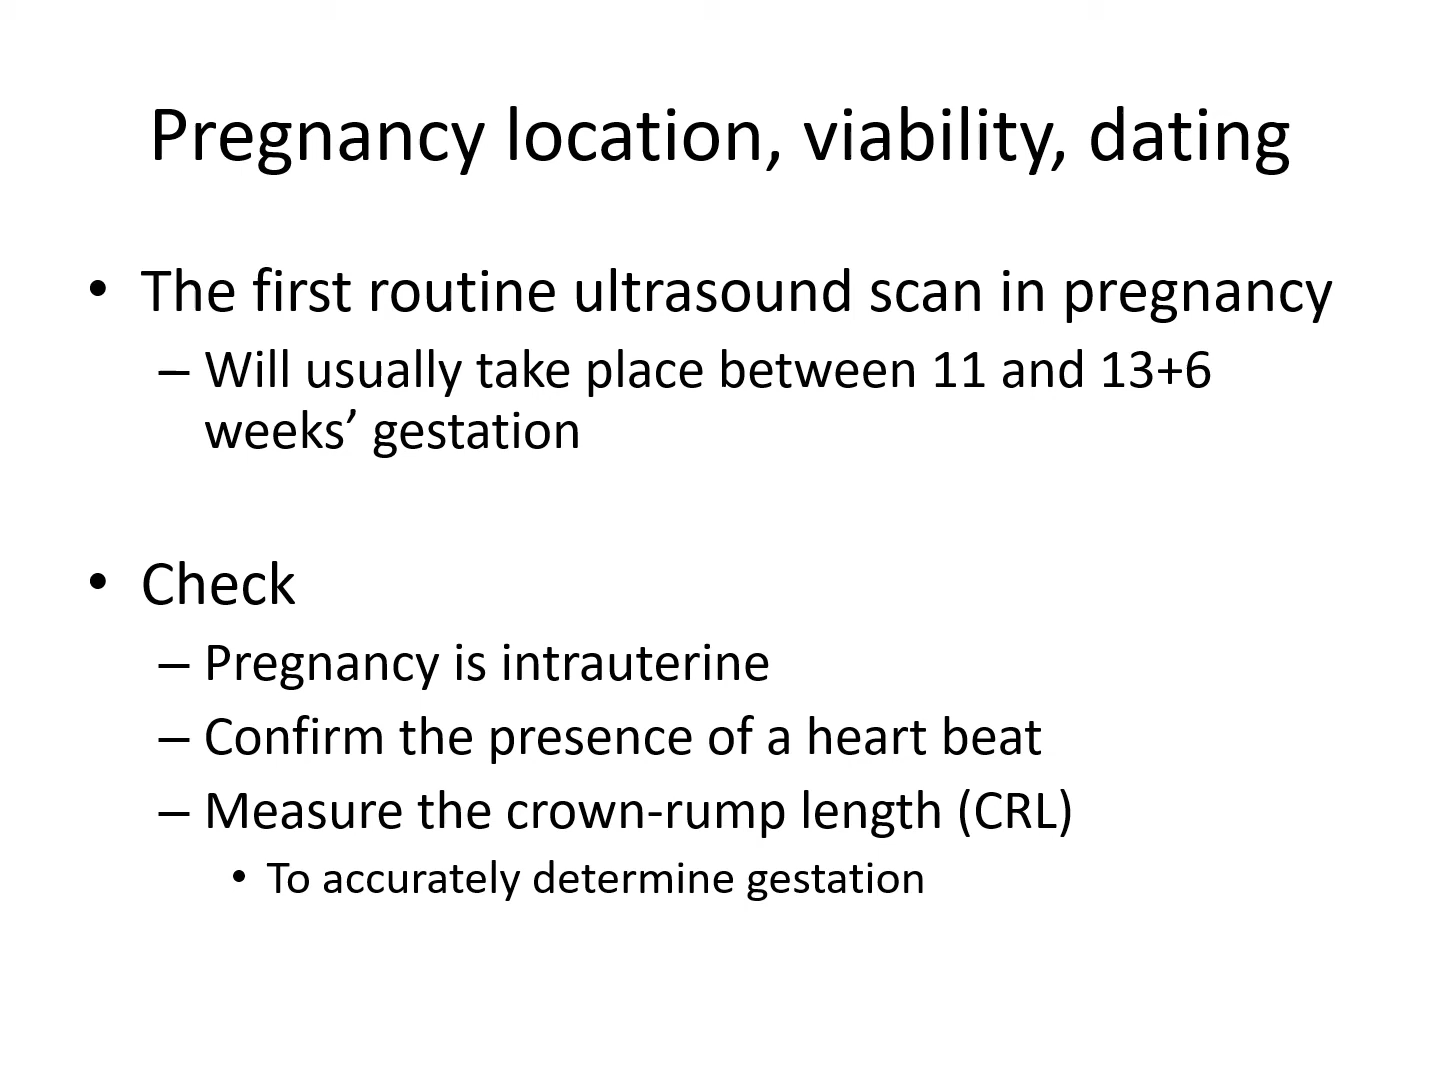 Pregnancy location, viability, dating
• The first routine ultrasound scan in pregnancy
– Will usually take place between 11 and 13+6
weeks’ gestation
• Check
– Pregnancy is intrauterine
– Confirm the presence of a heart beat
– Measure the crown-rump length (CRL)
• To accurately determine gestation